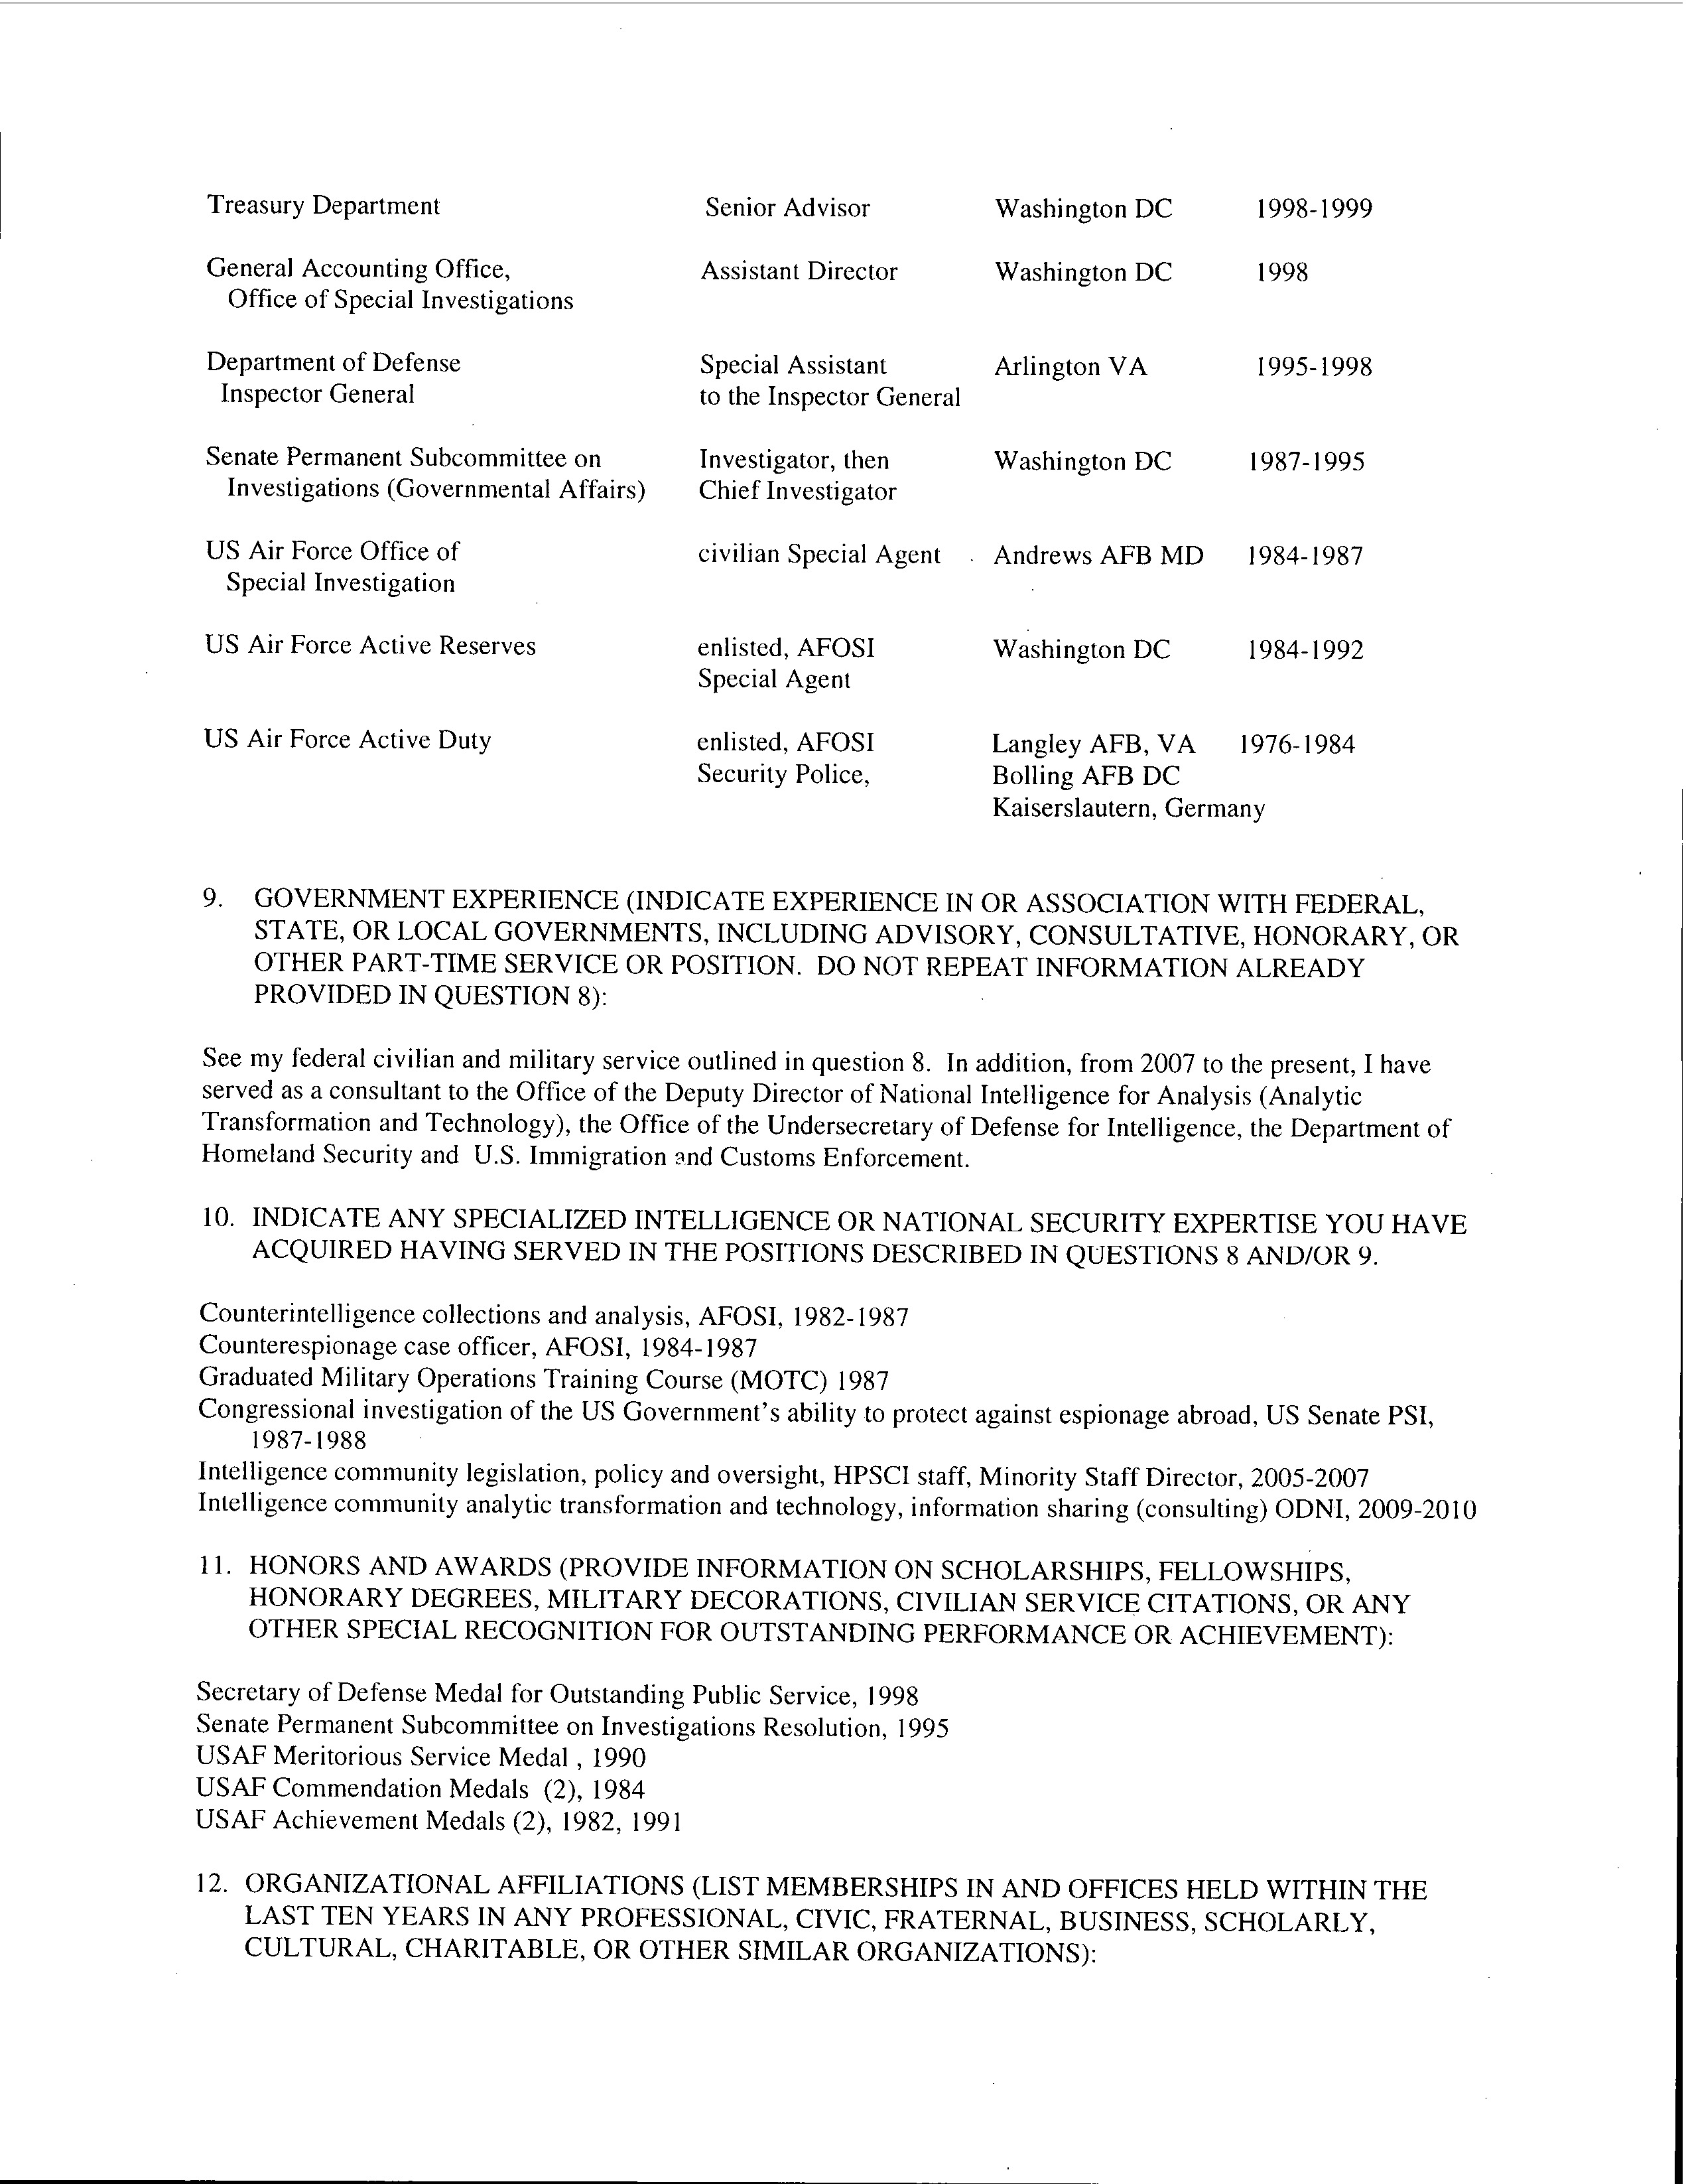 Treasury Department Senior Advisor Washington DC 1998-1999
General Accounting Office, Assistant Director Washington DC 1998
Office of Special Investigations
Department of Defense Special Assistant Arlington VA 1995-1998
Inspector General to the Inspector General
Senate Permanent Subcommittee on Investigator, then Washington DC 1987-1995
Investigations (Governmental Affairs) Chief Investigator
US Air Force Office of civilian Special Agent Andrews AFB MD 1984-1987
Special Investigation
US Air Force Active Reserves enlisted, AFOSI Washington DC 1984-1992
Special Agent
US Air Force Active Duty enlisted, AFOSI Langley AFB, VA 1976-1984
Security Police, Bolling AFB DC
Kaiserslautern, Germany
9. GOVERNMENT EXPERIENCE (INDICATE EXPERIENCE IN OR ASSOCIATION WITH FEDERAL,
STATE, OR LOCAL GOVERNMENTS, INCLUDING ADVISORY, CONSULTATIVE, HONORARY, OR
OTHER PART-TIME SERVICE OR POSITION. DO NOT REPEAT INFORMATION ALREADY
PROVIDED IN QUESTION 8):
See my federal civilian and military service outlined in question 8. In addition, from 2007 to the present, I have
served as a consultant to the Office of the Deputy Director of National Intelligence for Analysis (Analytic
Transformation and Technology), the Office of the Undersecretary of Defense for Intelligence, the Department of
Homeland Security and U.S. Immigration and Customs Enforcement.
10. INDICATE ANY SPECIALIZED INTELLIGENCE OR NATIONAL SECURITY EXPERTISE YOU HAVE
ACQUIRED HAVING SERVED IN THE POSITIONS DESCRIBED IN QUESTIONS 8 AND/OR 9.
Counterintelligence collections and analysis, AFOSI, 1982-1987
Counterespionage case officer, AFOSI, 1984-1987
Graduated Military Operations Training Course (MOTC) 1987
Congressional investigation of the US Government's ability to protect against espionage abroad, US Senate PSI,
1987-1988
Intelligence community legislation, policy and oversight, HPSCI staff, Minority Staff Director, 2005-2007
Intelligence community analytic transformation and technology, information sharing (consulting) ODNI, 2009-2010
11. HONORS AND AWARDS (PROVIDE INFORMATION ON SCHOLARSHIPS, FELLOWSHIPS,
HONORARY DEGREES, MILITARY DECORATIONS, CIVILIAN SERVICE CITATIONS, OR ANY
OTHER SPECIAL RECOGNITION FOR OUTSTANDING PERFORMANCE OR ACHIEVEMENT):
Secretary of Defense Medal for Outstanding Public Service, 1998
Senate Permanent Subcommittee on Investigations Resolution, 1995
USAF Meritorious Service Medal , 1990
USAF Commendation Medals (2), 1984
USAF Achievement Medals (2), 1982, 1991
12. ORGANIZATIONAL AFFILIATIONS (LIST MEMBERSHIPS IN AND OFFICES HELD WITHIN THE
LAST TEN YEARS IN ANY PROFESSIONAL, CIVIC, FRATERNAL, BUSINESS, SCHOLARLY,
CULTURAL, CHARITABLE, OR OTHER SIMILAR ORGANIZATIONS):